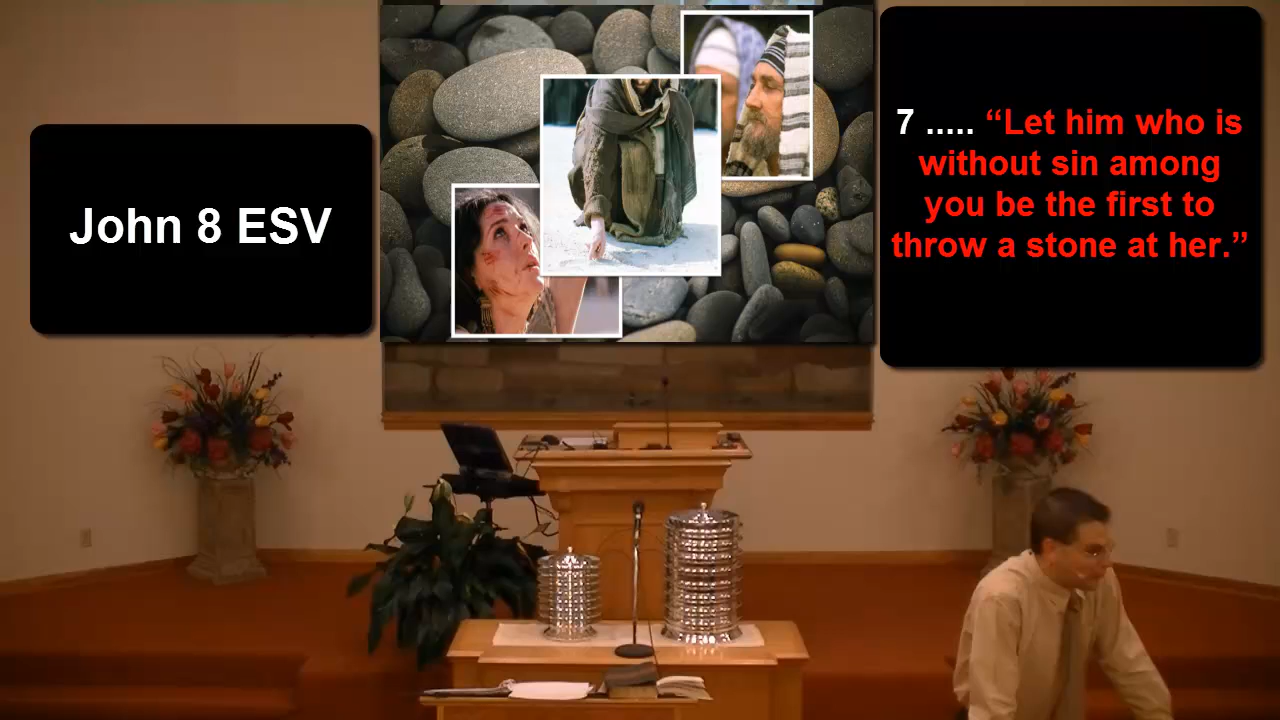 John 8 ESV
7 ..... “Let him who is
without sin among
you be the first to
throw a stone at her.”